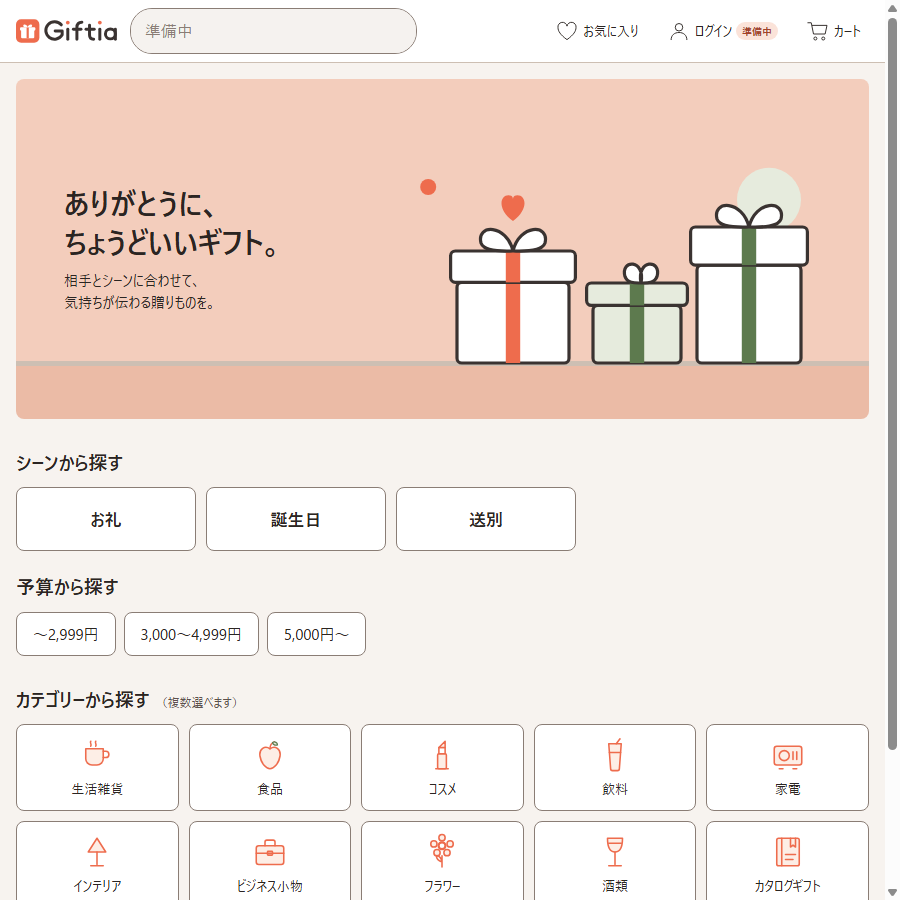 Giftia
準備中
お気に入り
ログイン 準備中
カート
ありがとうに、
ちょうどいいギフト。
相手とシーンに合わせて、
気持ちが伝わる贈りものを。
シーンから探す
お礼
誕生日
送別
予算から探す
～2,999円
3,000～4,999円
5,000円～
カテゴリーから探す （複数選べます）
生活雑貨
食品
コスメ
飲料
家電
インテリア
ビジネス小物
フラワー
酒類
カタログギフト